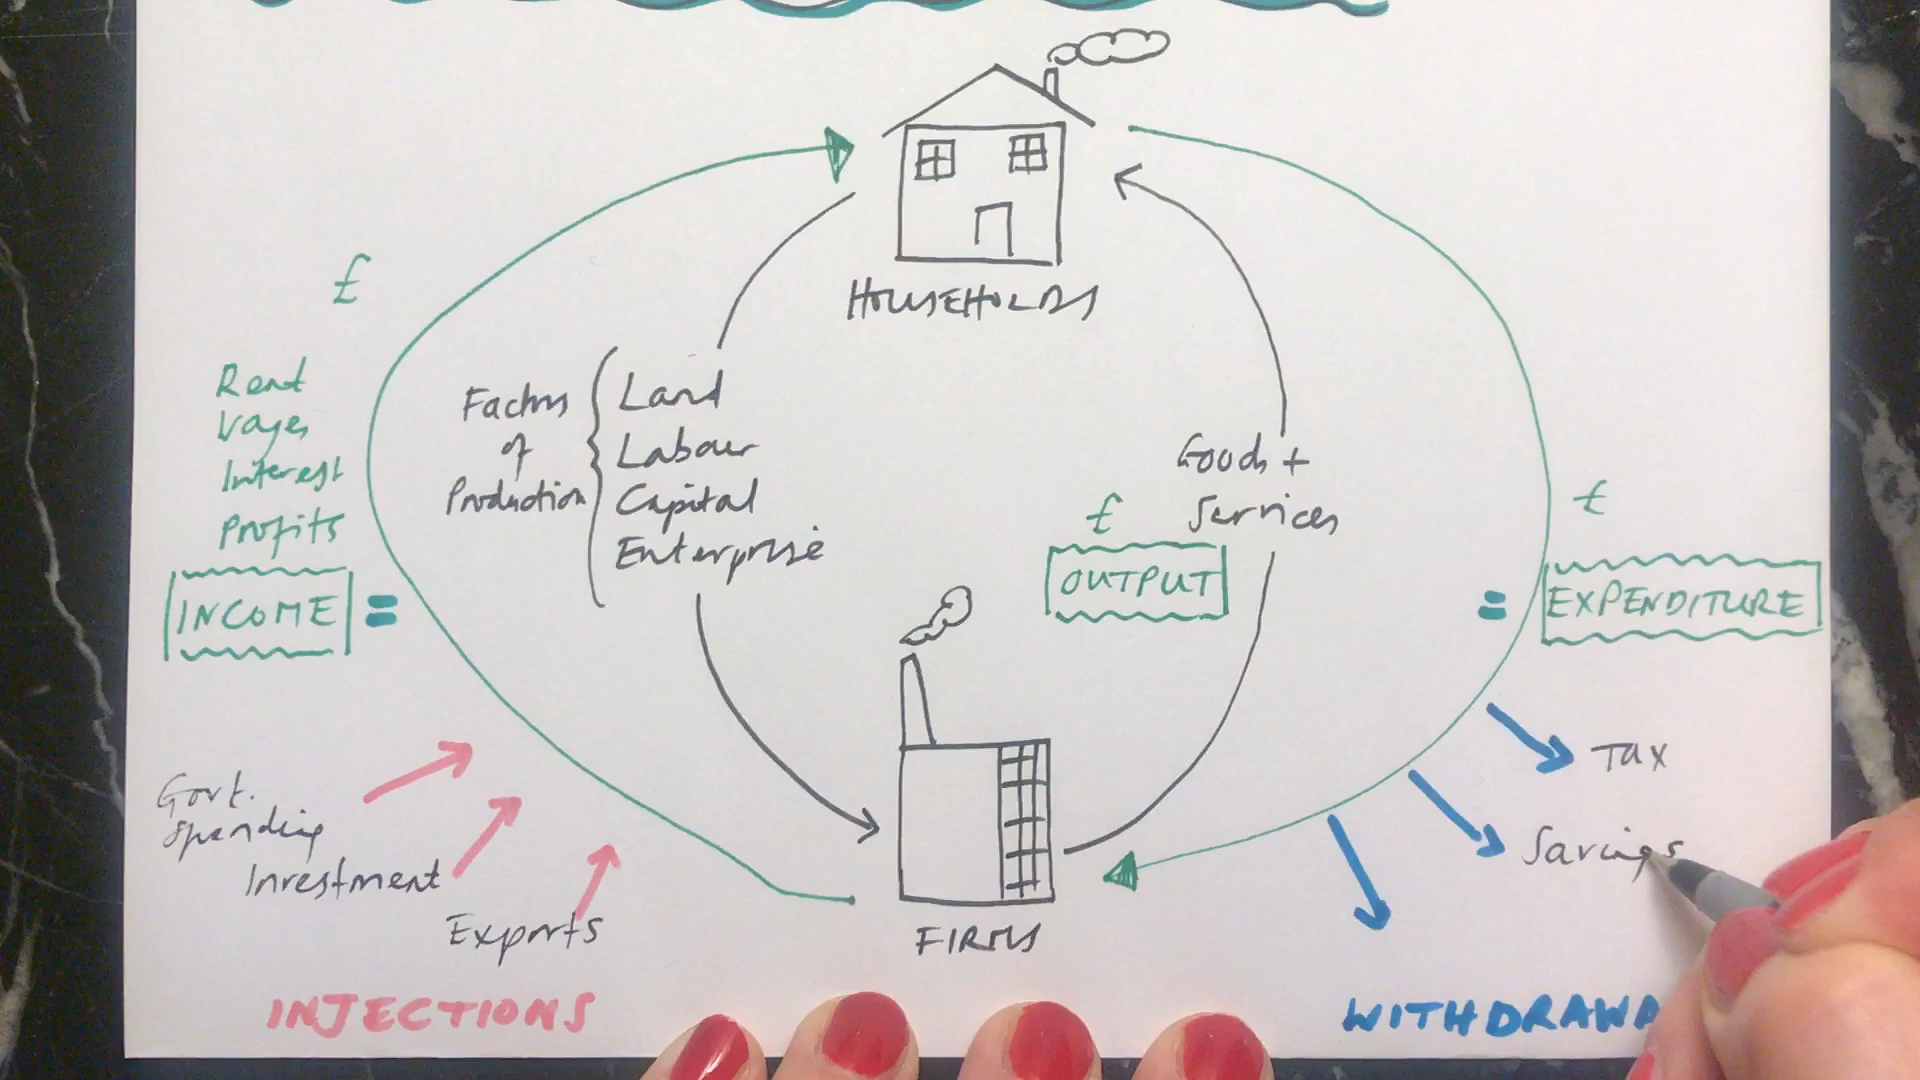 HOUSEHOLDS
£
Rent
Wages
Interest
Profits
INCOME =
Factors
of
Production
Land
Labour
Capital
Enterprise
Goods +
Services
£
OUTPUT
£
= EXPENDITURE
Govt.
Spending
Investment
Exports
INJECTIONS
FIRMS
Tax
Savings
WITHDRAWA